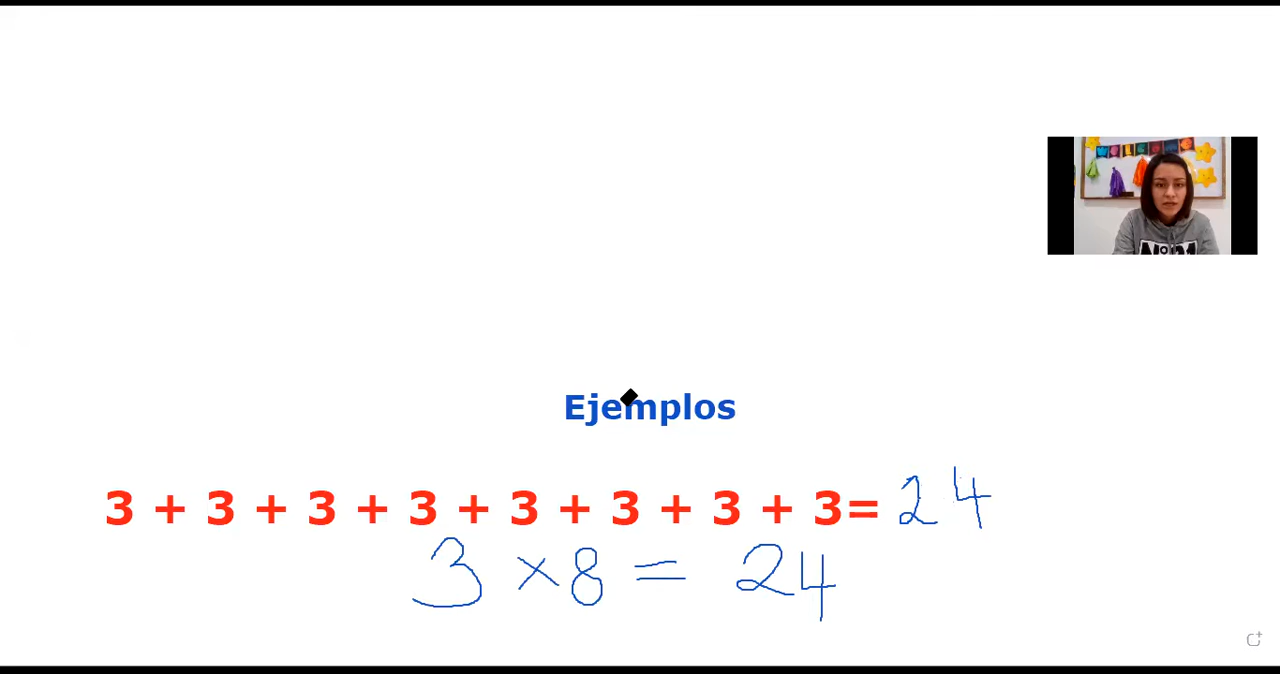 Ejemplos
3 + 3 + 3 + 3 + 3 + 3 + 3 + 3= 24
3 × 8 = 24